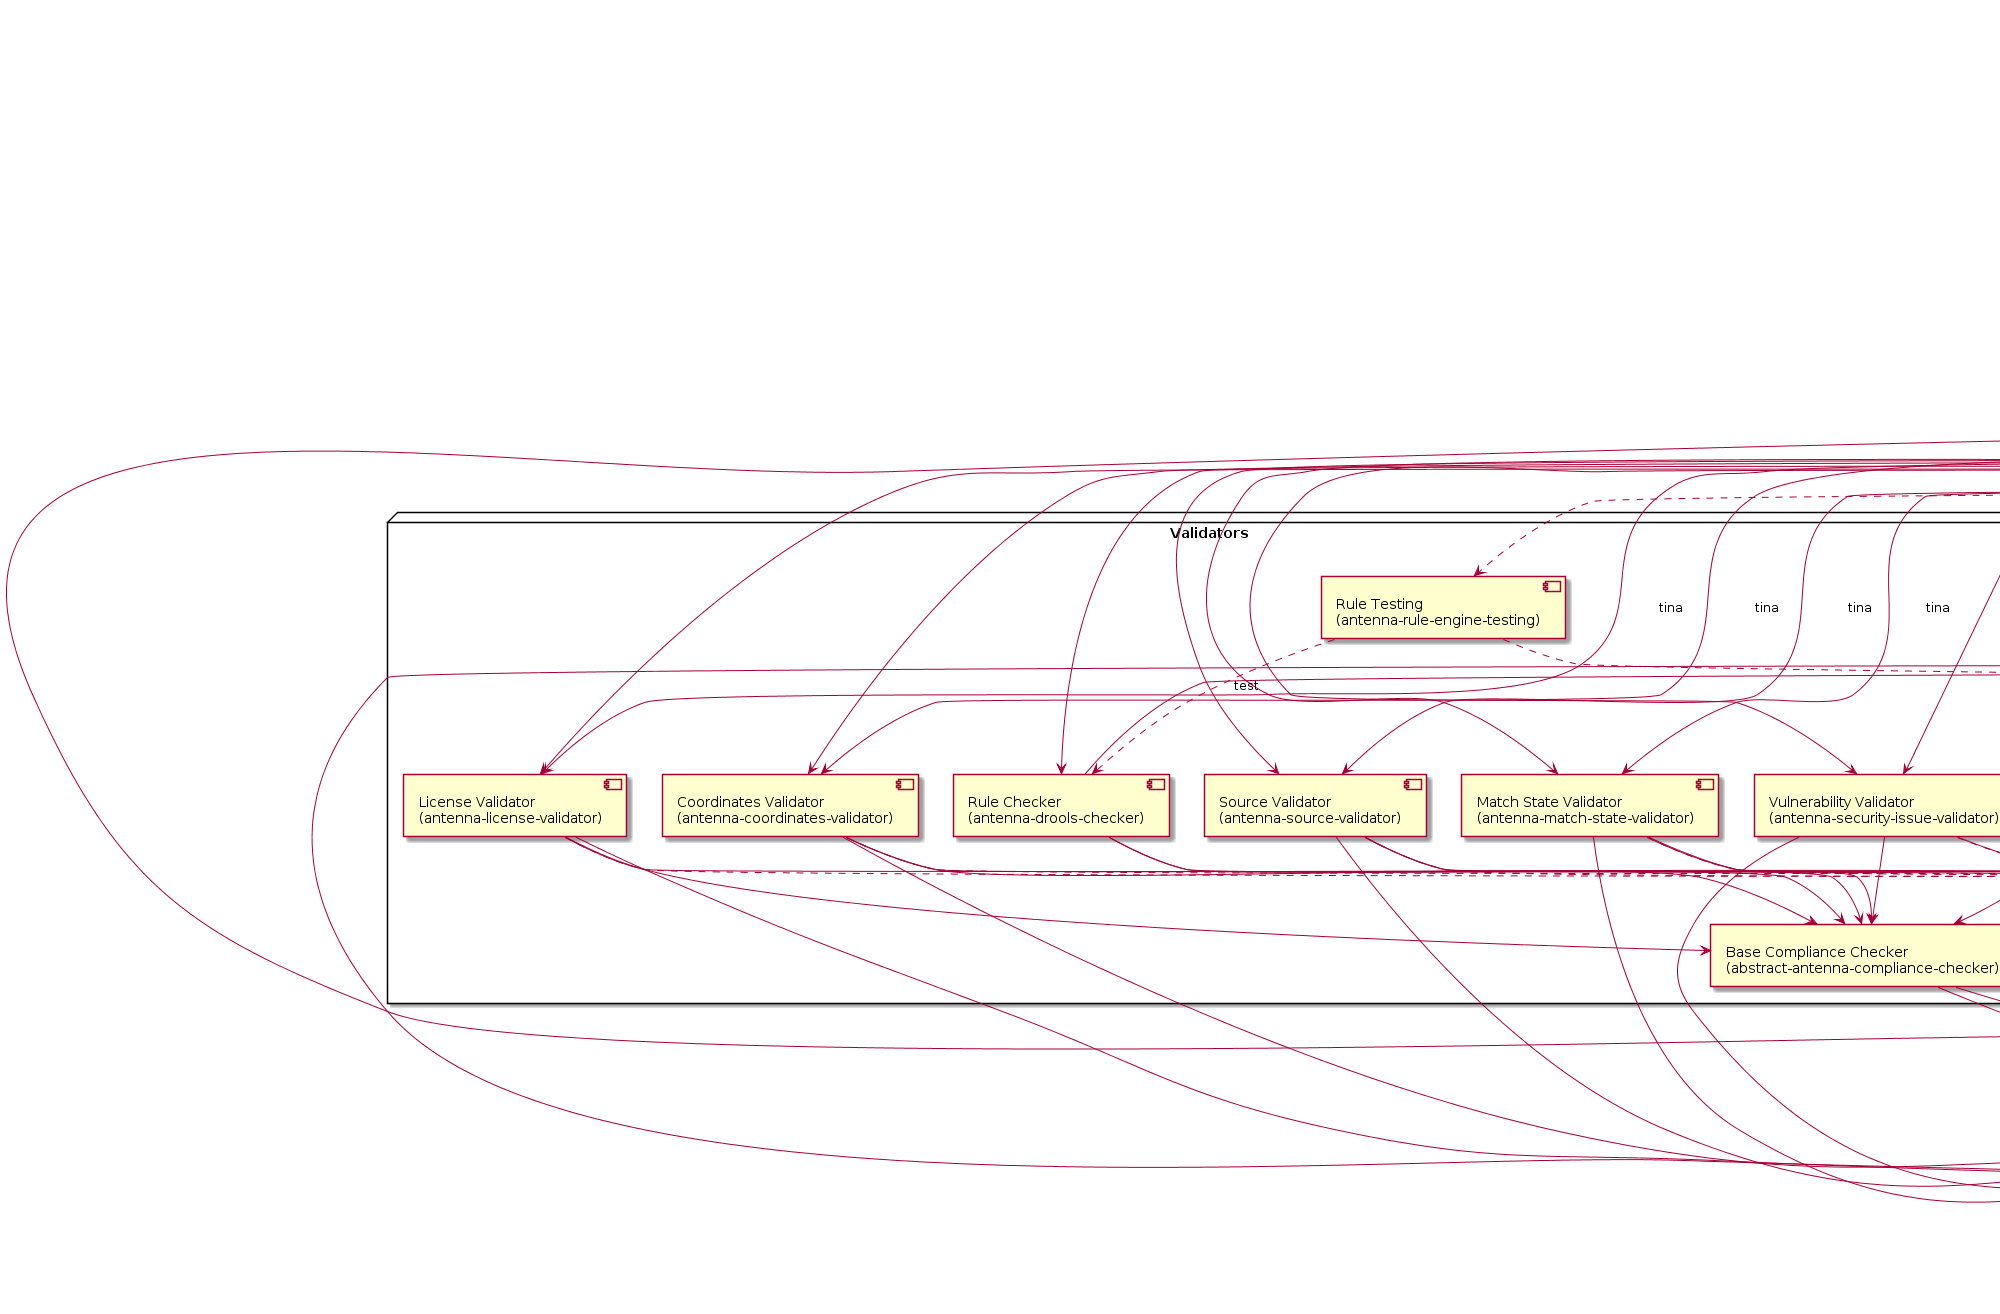 Validators
Rule Testing
(antenna-rule-engine-testing)
tina
tina
tina
tina
test
License Validator
(antenna-license-validator)
Coordinates Validator
(antenna-coordinates-validator)
Rule Checker
(antenna-drools-checker)
Source Validator
(antenna-source-validator)
Match State Validator
(antenna-match-state-validator)
Vulnerability Validator
(antenna-security-issue-validator)
Base Compliance Checker
(abstract-antenna-compliance-checker)